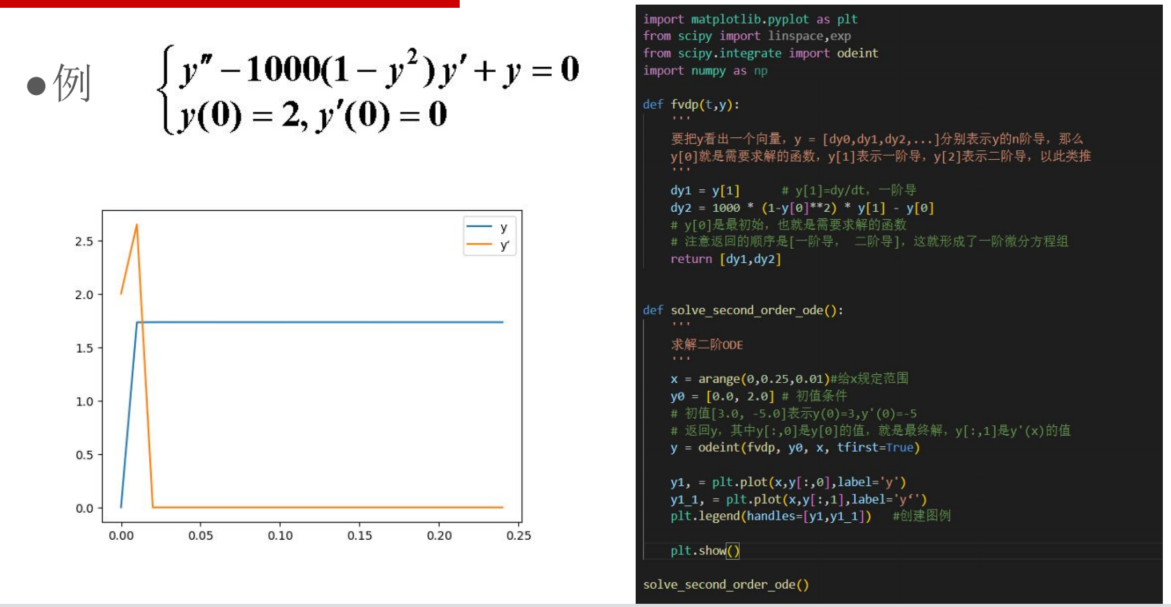 ●例
y″−1000(1−y²)y′+y=0
y(0)=2, y′(0)=0
y
y'
2.5
2.0
1.5
1.0
0.5
0.0
0.00 0.05 0.10 0.15 0.20 0.25
import matplotlib.pyplot as plt
from scipy import linspace,exp
from scipy.integrate import odeint
import numpy as np
def fvdp(t,y):
'''
要把y看出一个向量，y = [dy0,dy1,dy2,...]分别表示y的n阶导，那么
y[0]就是需要求解的函数，y[1]表示一阶导，y[2]表示二阶导，以此类推
'''
dy1 = y[1] # y[1]=dy/dt，一阶导
dy2 = 1000 * (1-y[0]**2) * y[1] - y[0]
# y[0]是最初始，也就是需要求解的函数
# 注意返回的顺序是[一阶导， 二阶导]，这就形成了一阶微分方程组
return [dy1,dy2]
def solve_second_order_ode():
'''
求解二阶ODE
'''
x = arange(0,0.25,0.01)#给x规定范围
y0 = [0.0, 2.0] # 初值条件
# 初值[3.0, -5.0]表示y(0)=3,y'(0)=-5
# 返回y，其中y[:,0]是y[0]的值，就是最终解，y[:,1]是y'(x)的值
y = odeint(fvdp, y0, x, tfirst=True)
y1, = plt.plot(x,y[:,0],label='y')
y1_1, = plt.plot(x,y[:,1],label='y‘')
plt.legend(handles=[y1,y1_1]) #创建图例
plt.show()
solve_second_order_ode()